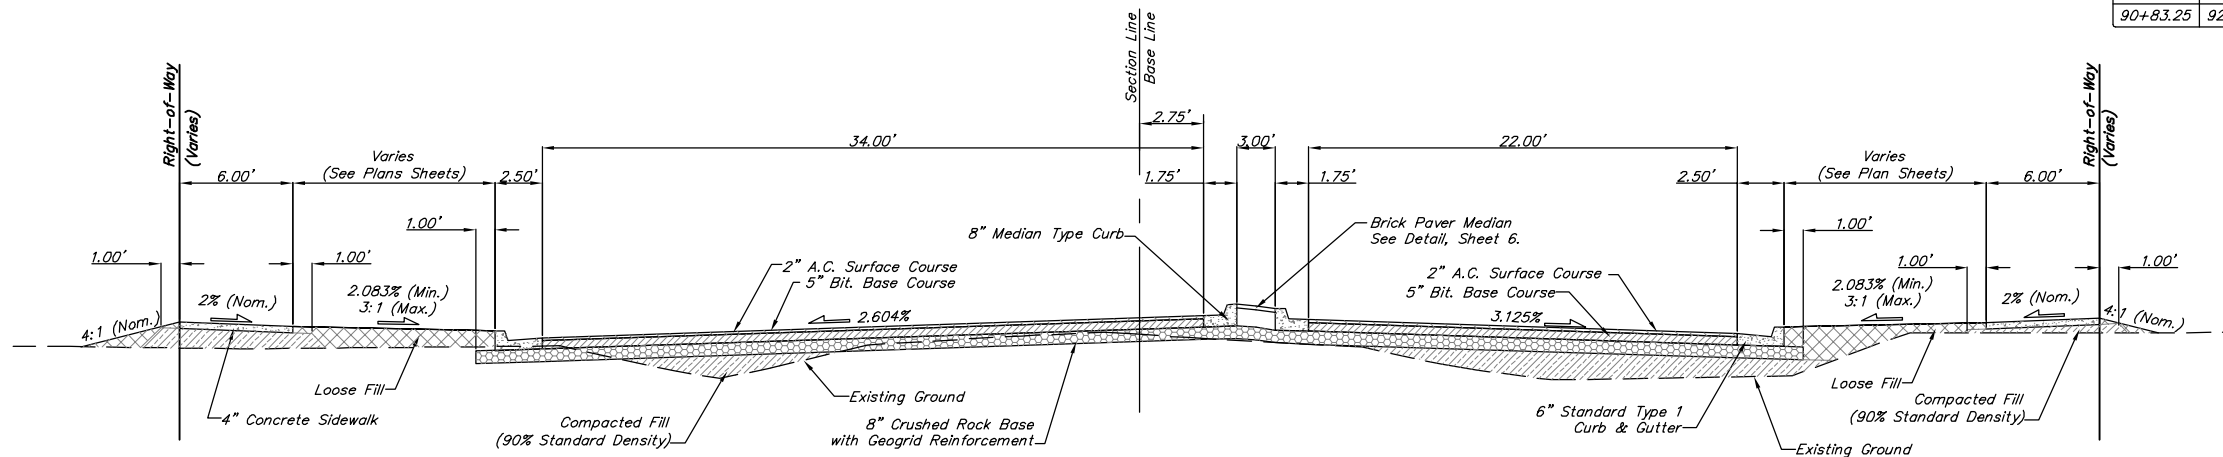 90+83.25 92
Section Line
Base Line
Right-of-Way
(Varies)
Right-of-Way
(Varies)
2.75'
34.00'
3.00'
22.00'
Varies
(See Plans Sheets)
Varies
(See Plan Sheets)
6.00'
2.50'
1.75'
1.75'
2.50'
6.00'
1.00'
8" Median Type Curb
Brick Paver Median
See Detail, Sheet 6.
1.00'
1.00'
1.00'
1.00'
1.00'
2" A.C. Surface Course
5" Bit. Base Course
2" A.C. Surface Course
5" Bit. Base Course
2% (Nom.)
2.083% (Min.)
3:1 (Max.)
2.083% (Min.)
3:1 (Max.)
2% (Nom.)
4:1 (Nom.)
2.604%
3.125%
4:1 (Nom.)
Loose Fill
4" Concrete Sidewalk
Existing Ground
Compacted Fill
(90% Standard Density)
8" Crushed Rock Base
with Geogrid Reinforcement
6" Standard Type 1
Curb & Gutter
Loose Fill
Compacted Fill
(90% Standard Density)
Existing Ground